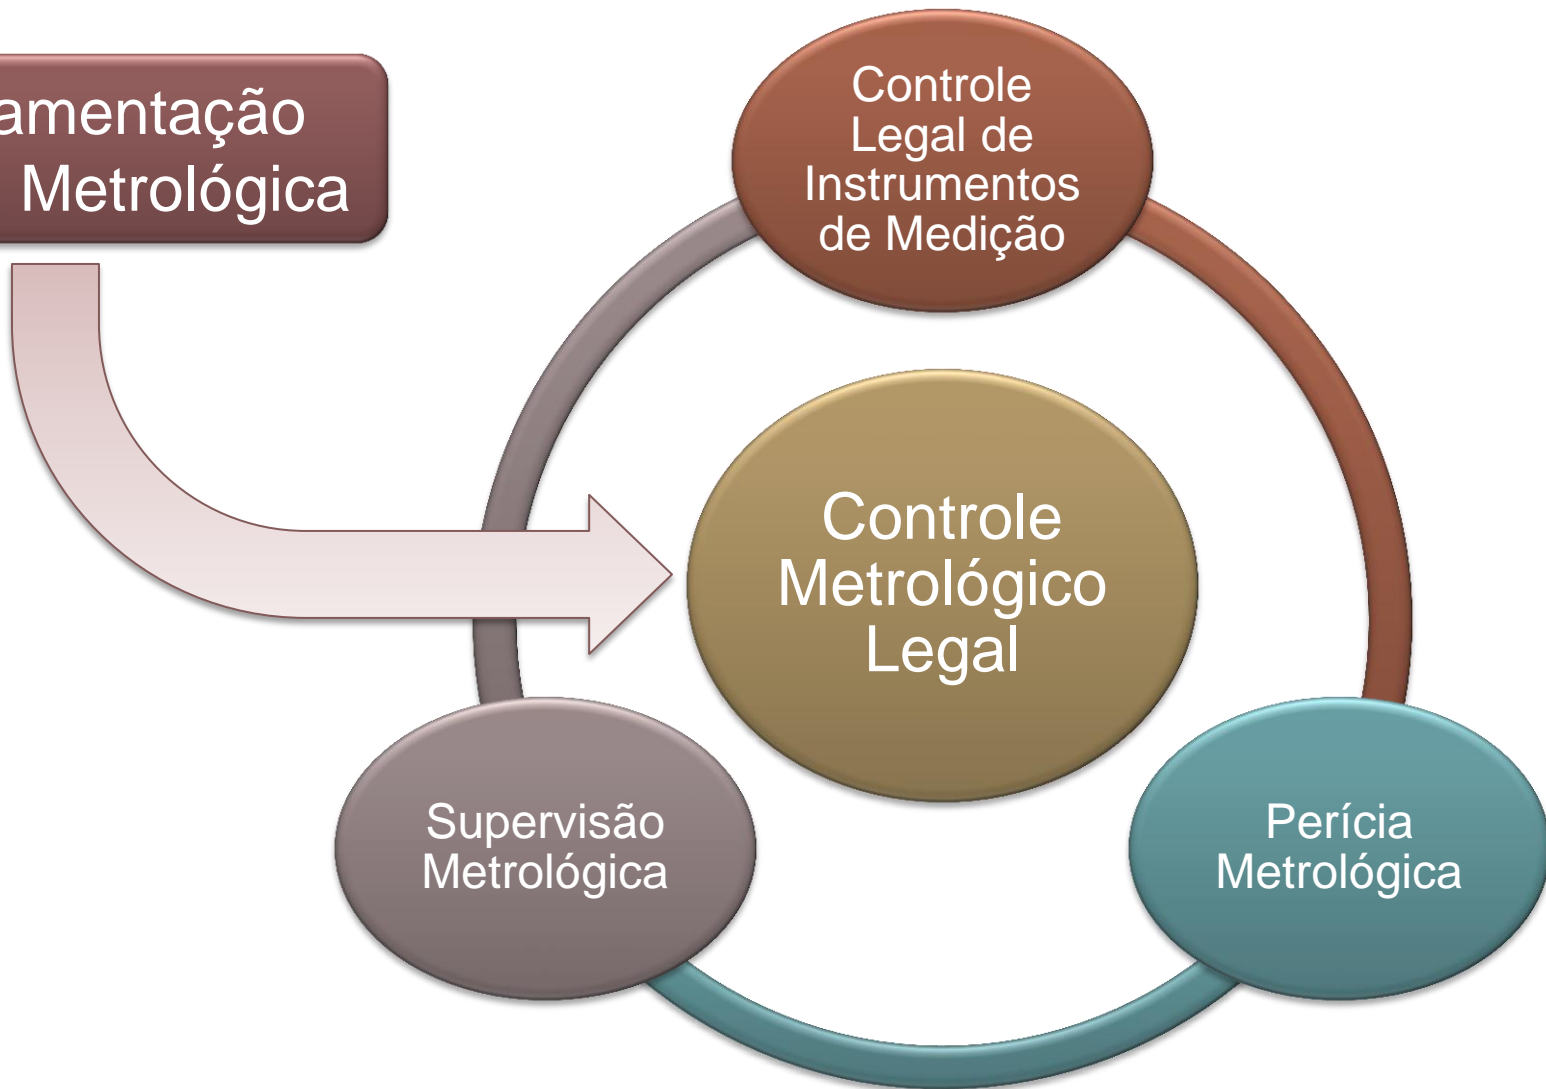 amentação
Metrológica
Controle
Legal de
Instrumentos
de Medição
Controle
Metrológico
Legal
Supervisão
Metrológica
Perícia
Metrológica